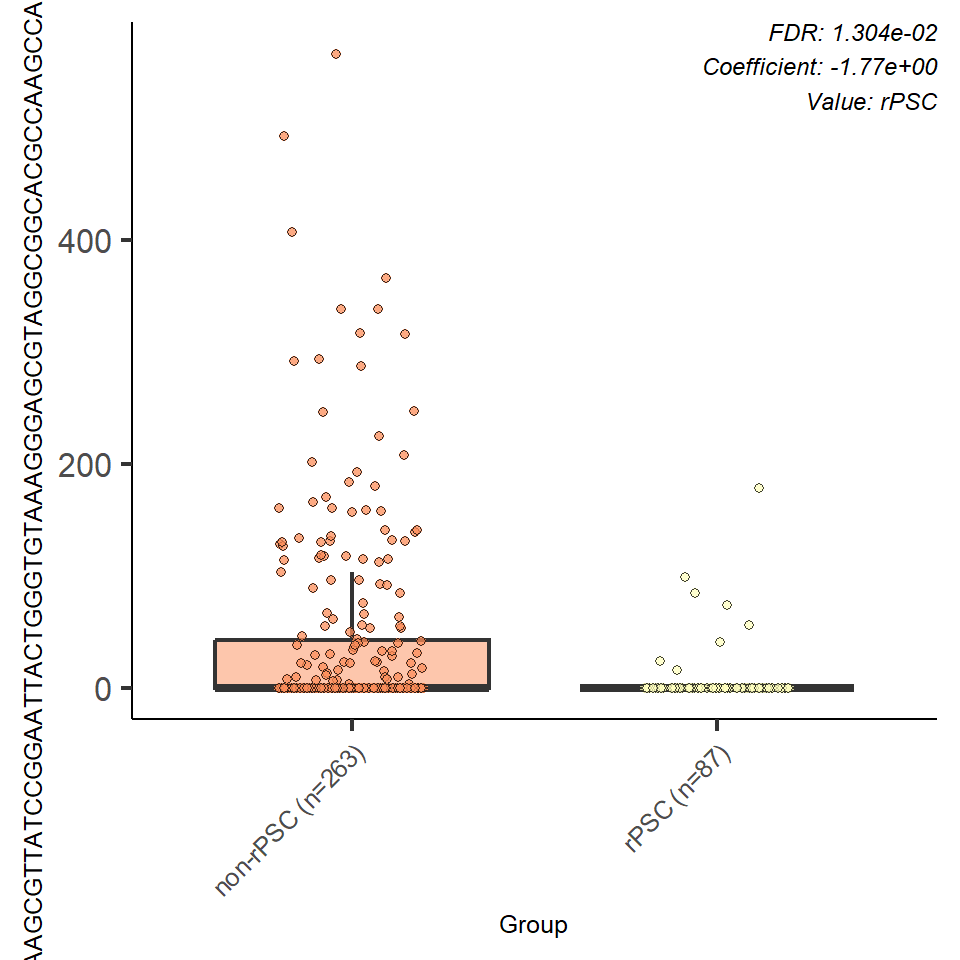 AAGCGTTATCCGGAATTACTGGGTGTAAAGGGAGCGTAGGCGGCACGCCAAGCCA
FDR: 1.304e-02
Coefficient: -1.77e+00
Value: rPSC
400
200
0
non-rPSC (n=263)
rPSC (n=87)
Group